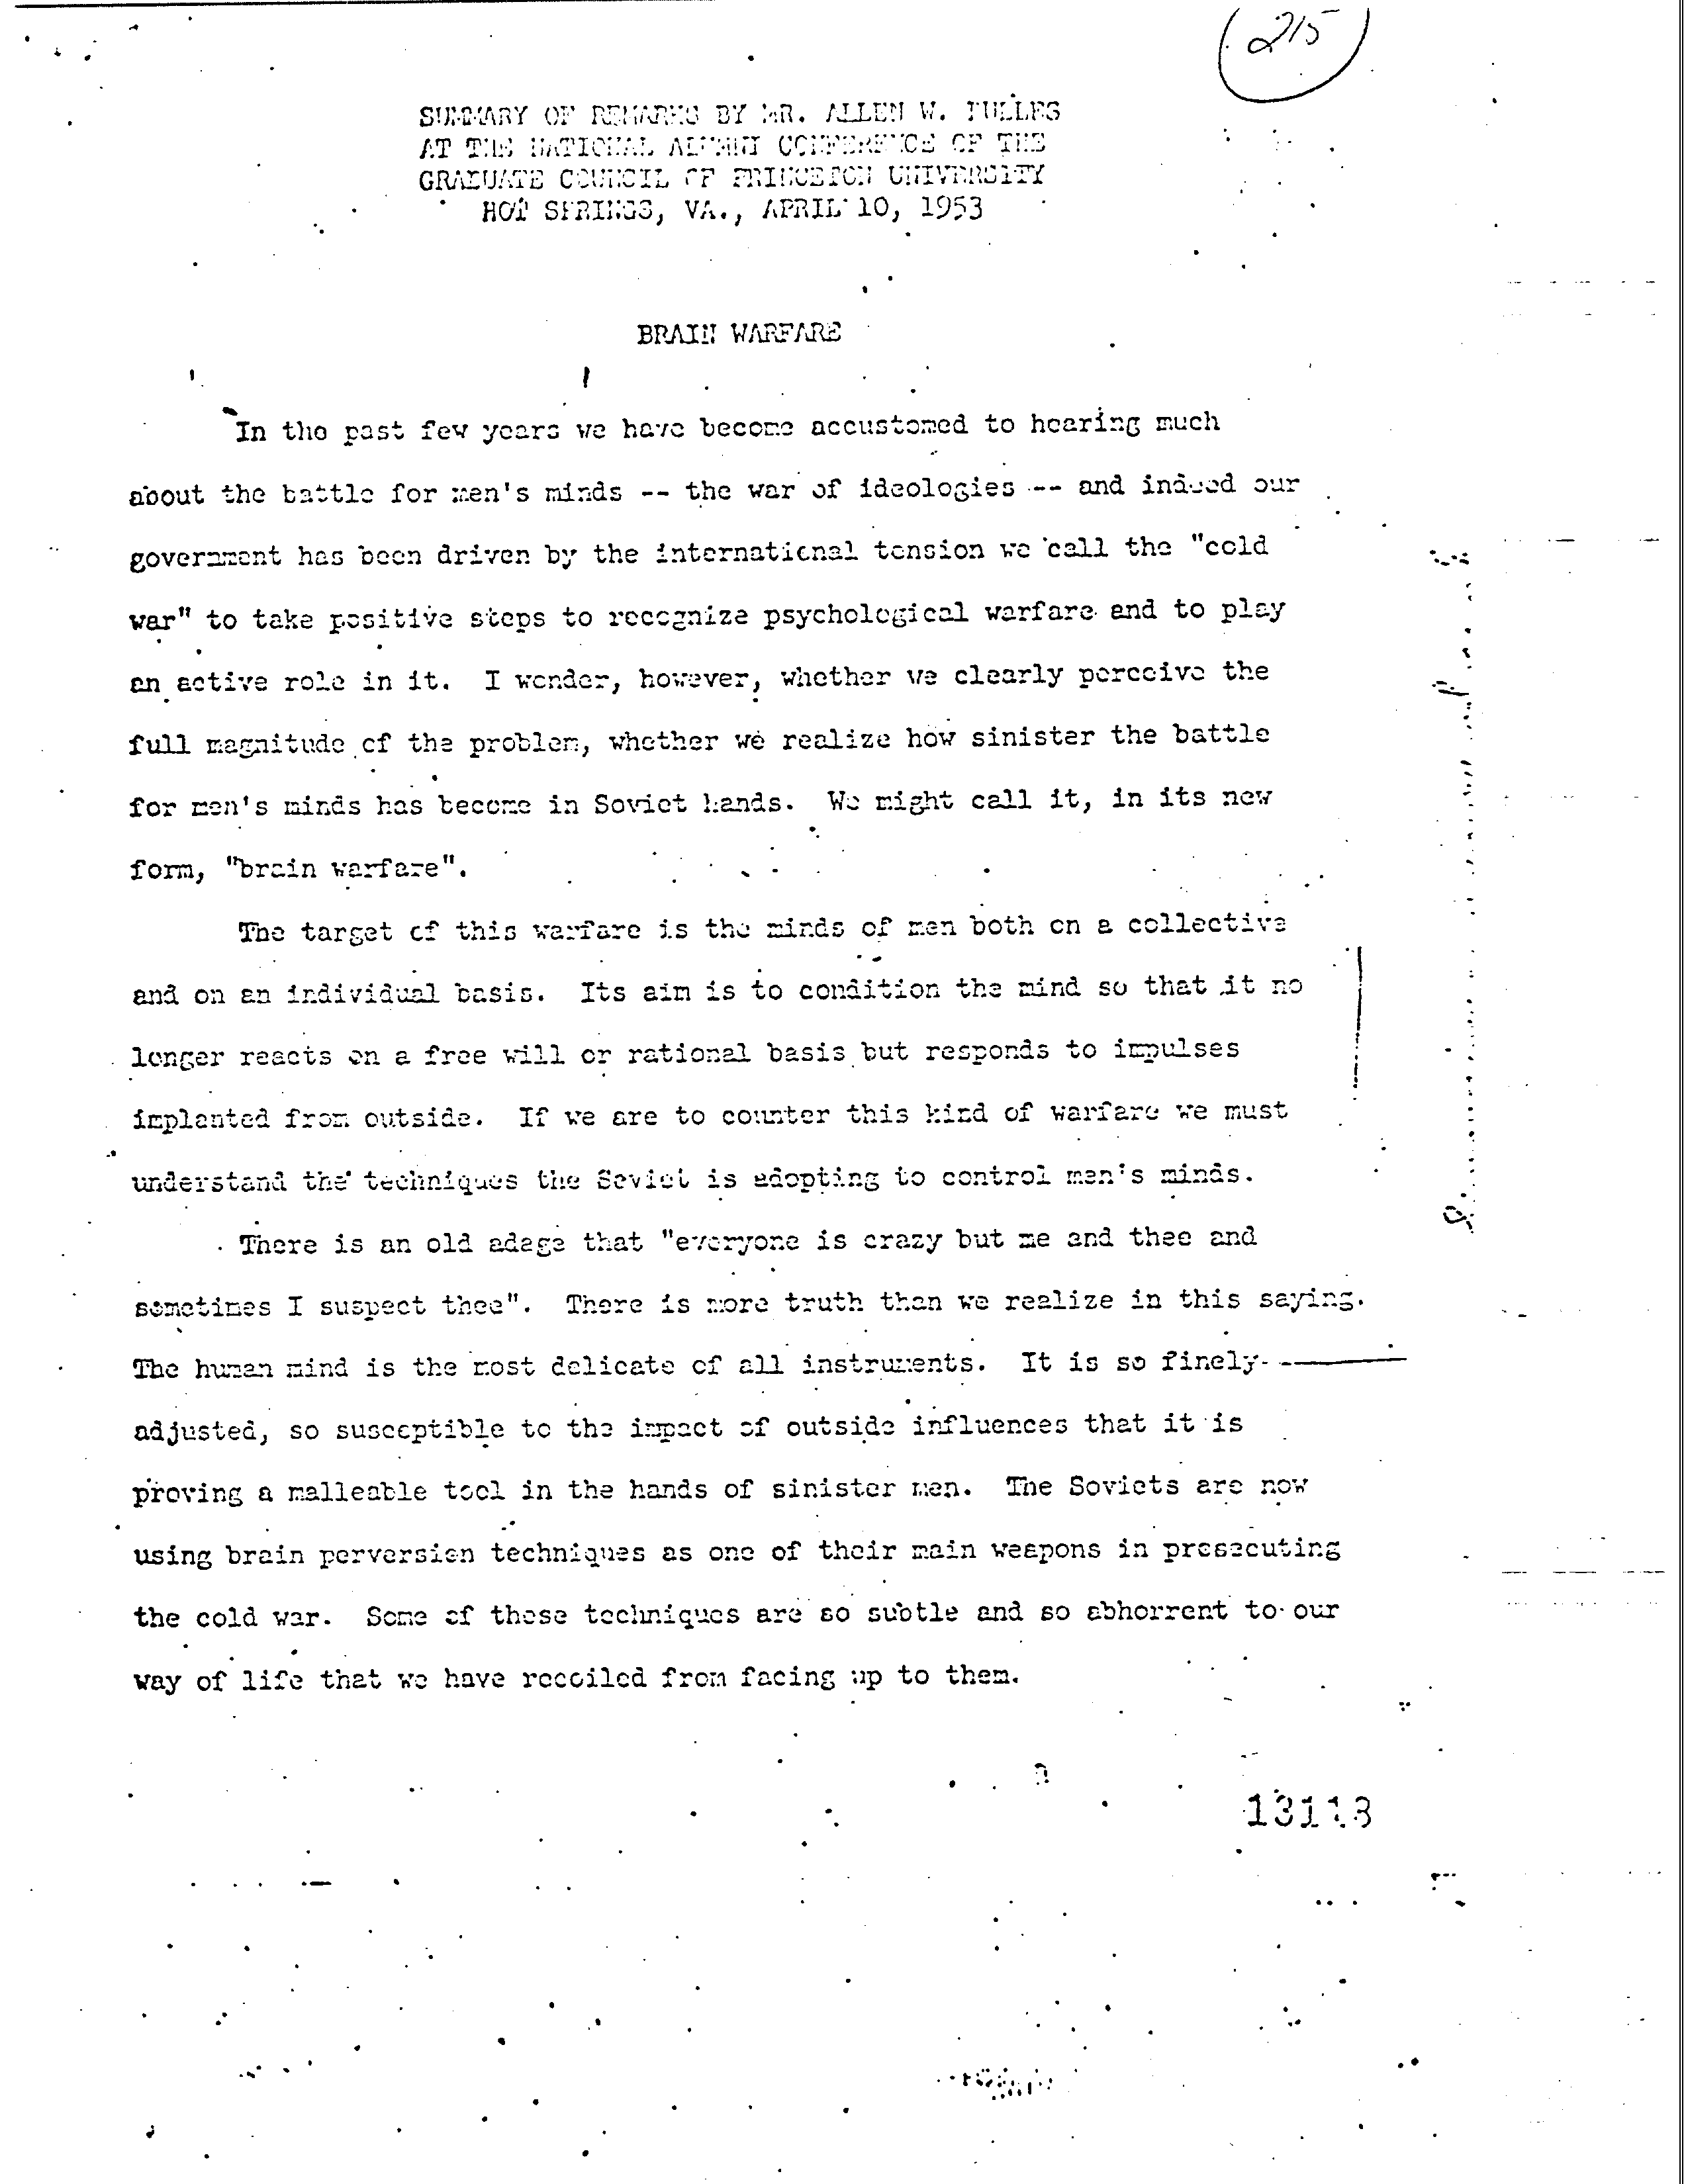 215
SUMMARY OF REMARKS BY MR. ALLEN W. DULLES
AT THE NATIONAL ALUMNI CONFERENCE OF THE
GRADUATE COUNCIL OF PRINCETON UNIVERSITY
HOT SPRINGS, VA., APRIL 10, 1953
BRAIN WARFARE
In the past few years we have become accustomed to hearing much
about the battle for men's minds -- the war of ideologies -- and indeed our
government has been driven by the international tension we call the "cold
war" to take positive steps to recognize psychological warfare and to play
an active role in it. I wonder, however, whether we clearly perceive the
full magnitude of the problem, whether we realize how sinister the battle
for men's minds has become in Soviet hands. We might call it, in its new
form, "brain warfare".
The target of this warfare is the minds of men both on a collective
and on an individual basis. Its aim is to condition the mind so that it no
longer reacts on a free will or rational basis but responds to impulses
implanted from outside. If we are to counter this kind of warfare we must
understand the techniques the Soviet is adopting to control men's minds.
There is an old adage that "everyone is crazy but me and thee and
sometimes I suspect thee". There is more truth than we realize in this saying.
The human mind is the most delicate of all instruments. It is so finely
adjusted, so susceptible to the impact of outside influences that it is
proving a malleable tool in the hands of sinister men. The Soviets are now
using brain perversion techniques as one of their main weapons in prosecuting
the cold war. Some of these techniques are so subtle and so abhorrent to our
way of life that we have recoiled from facing up to them.
13118